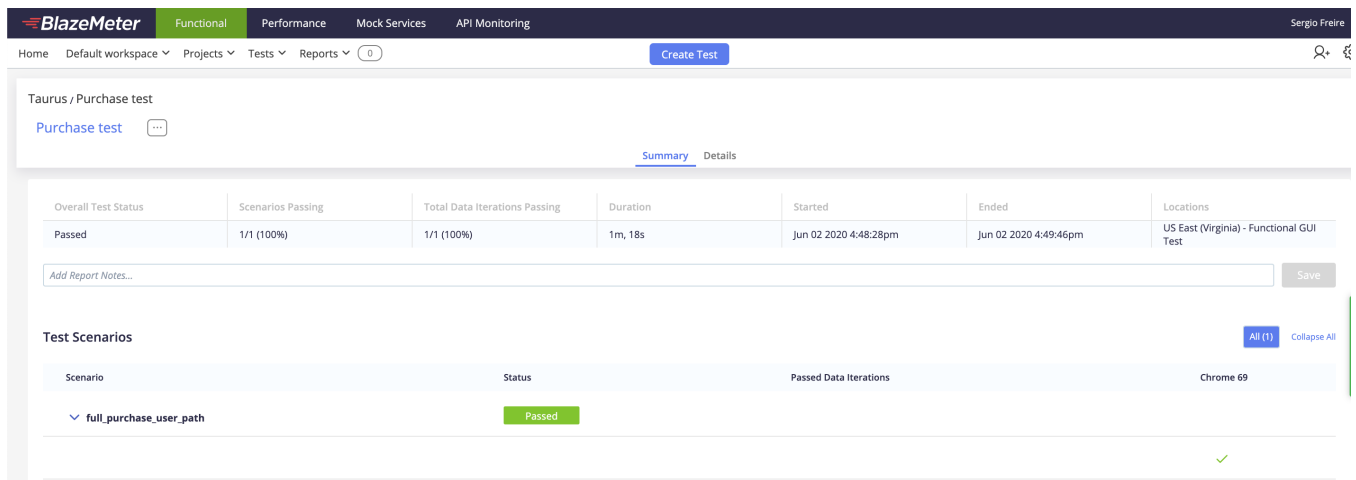 BlazeMeter Functional Performance Mock Services API Monitoring Sergio Freire
Home Default workspace Projects Tests Reports 0 Create Test
Taurus / Purchase test
Purchase test ...
Summary Details
Overall Test Status Scenarios Passing Total Data Iterations Passing Duration Started Ended Locations
Passed 1/1 (100%) 1/1 (100%) 1m, 18s Jun 02 2020 4:48:28pm Jun 02 2020 4:49:46pm US East (Virginia) - Functional GUI
Test
Add Report Notes... Save
Test Scenarios All (1) Collapse All
Scenario Status Passed Data Iterations Chrome 69
full_purchase_user_path Passed